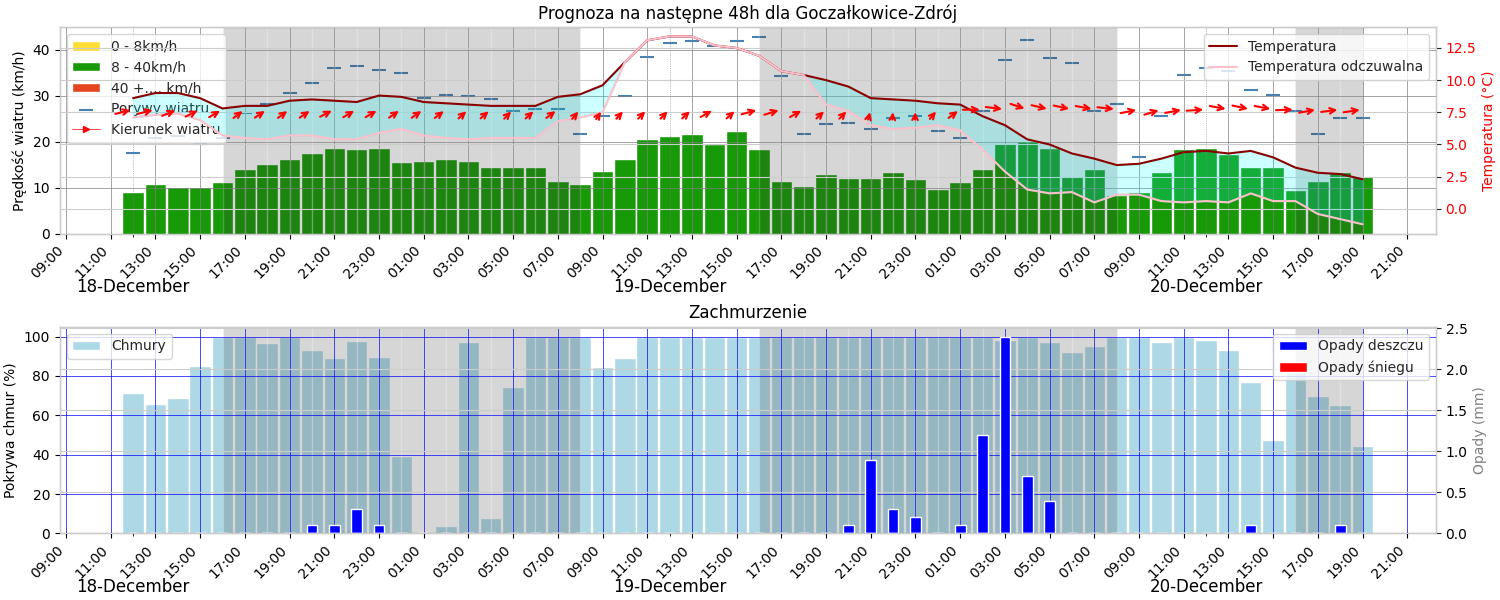 Prognoza na następne 48h dla Goczałkowice-Zdrój
Prędkość wiatru (km/h)
40
30
20
10
0
0 - 8km/h
8 - 40km/h
40 +.... km/h
Porywy wiatru
Kierunek wiatru
Temperatura
Temperatura odczuwalna
12.5
10.0
7.5
5.0
2.5
0.0
Temperatura (°C)
09:00 11:00 13:00 15:00 17:00 19:00 21:00 23:00 01:00 03:00 05:00 07:00 09:00 11:00 13:00 15:00 17:00 19:00 21:00 23:00 01:00 03:00 05:00 07:00 09:00 11:00 13:00 15:00 17:00 19:00 21:00
18-December 19-December 20-December
Zachmurzenie
Pokrywa chmur (%)
100
80
60
40
20
0
Chmury
Opady deszczu
Opady śniegu
2.5
2.0
1.5
1.0
0.5
0.0
Opady (mm)
09:00 11:00 13:00 15:00 17:00 19:00 21:00 23:00 01:00 03:00 05:00 07:00 09:00 11:00 13:00 15:00 17:00 19:00 21:00 23:00 01:00 03:00 05:00 07:00 09:00 11:00 13:00 15:00 17:00 19:00 21:00
18-December 19-December 20-December